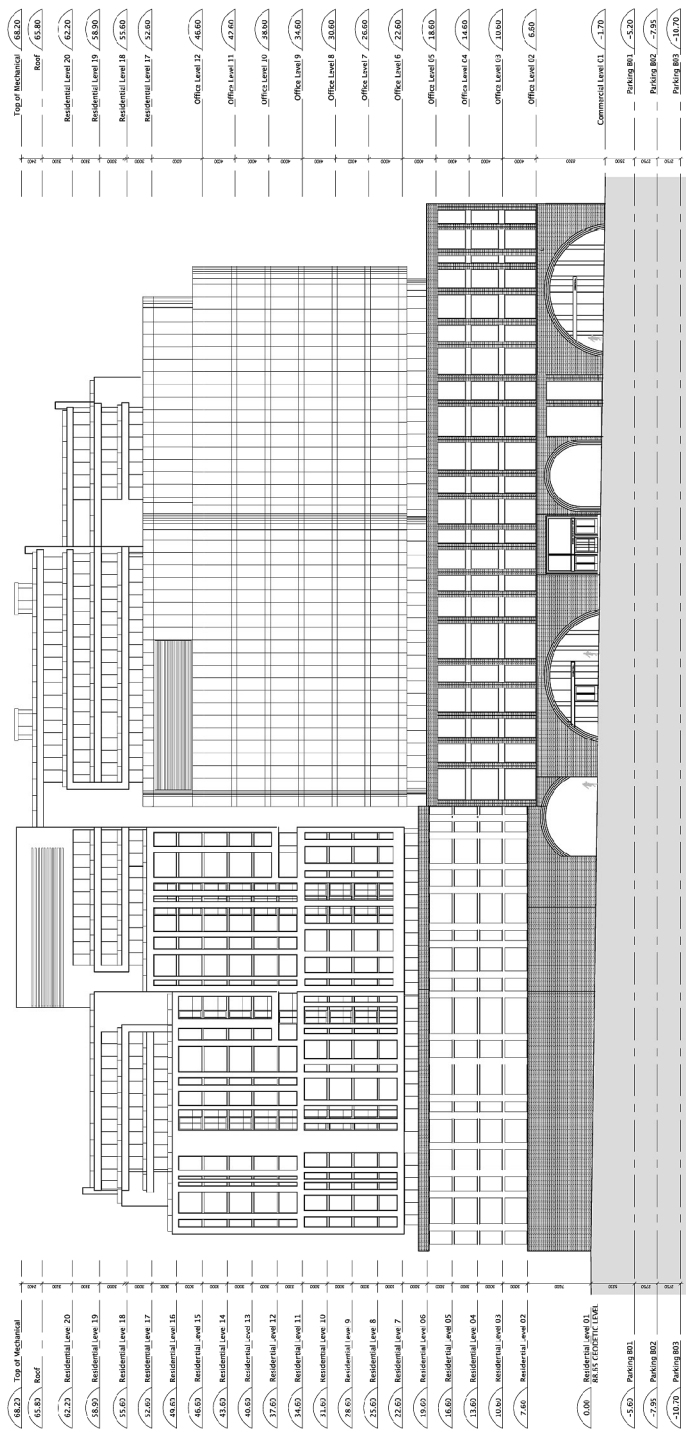 68.20 Top of Mechanical
65.80 Roof
62.20 Residential Level 20
58.90 Residential Level 19
55.60 Residential Level 18
52.60 Residential Level 17
49.60 Residential Level 16
46.60 Residential Level 15
43.60 Residential Level 14
40.60 Residential Level 13
37.60 Residential Level 12
34.60 Residential Level 11
31.60 Residential Level 10
28.60 Residential Level 9
25.60 Residential Level 8
22.60 Residential Level 7
19.60 Residential Level 06
16.60 Residential Level 05
13.60 Residential Level 04
10.60 Residential Level 03
7.60 Residential Level 02
0.00 Residential Level 01
88.65 GEODETIC LEVEL
-5.60 Parking B01
-7.95 Parking B02
-10.70 Parking B03
Top of Mechanical 68.20
Roof 65.80
Residential Level 20 62.20
Residential Level 19 58.90
Residential Level 18 55.60
Residential Level 17 52.60
Office Level 12 46.60
Office Level 11 42.60
Office Level 10 38.60
Office Level 9 34.60
Office Level 8 30.60
Office Level 7 26.60
Office Level 6 22.60
Office Level 05 18.60
Office Level 04 14.60
Office Level 03 10.60
Office Level 02 6.60
Commercial Level C1 -1.70
Parking B01 -5.20
Parking B02 -7.95
Parking B03 -10.70